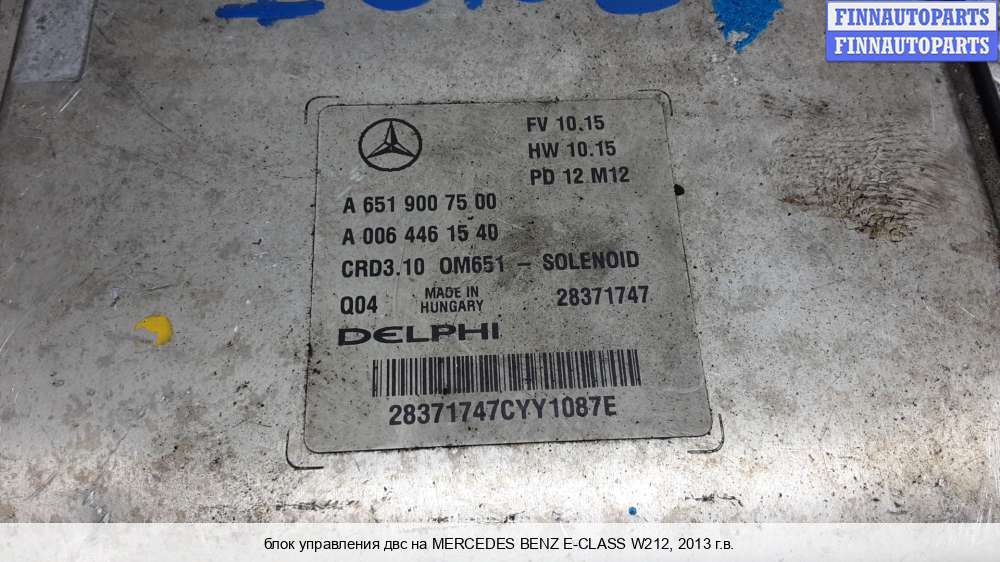 FINNAUTOPARTS
FINNAUTOPARTS
FV 10.15
HW 10.15
PD 12 M12
A 651 900 75 00
A 006 446 15 40
CRD3.10 OM651 - SOLENOID
Q04 MADE IN HUNGARY 28371747
DELPHI
28371747CYY1087E
блок управления двс на MERCEDES BENZ E-CLASS W212, 2013 г.в.